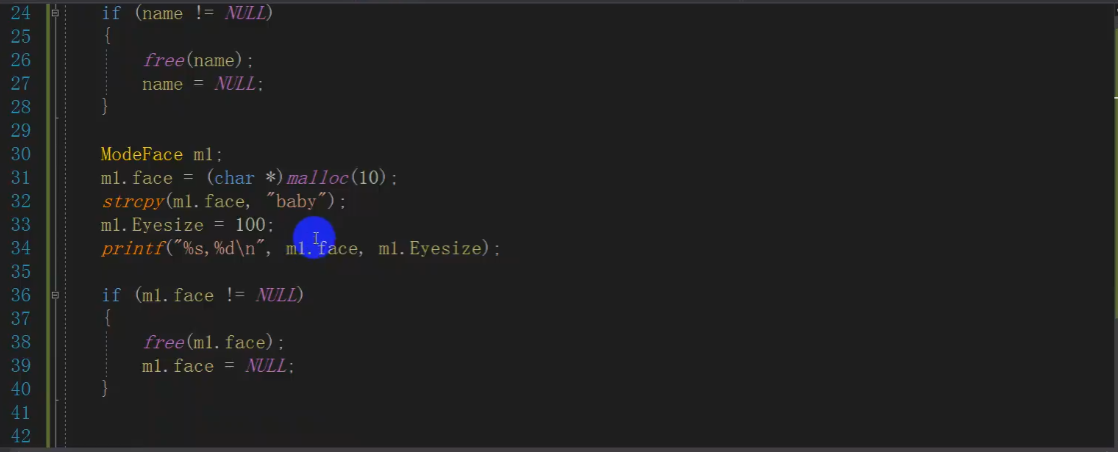 24 if (name != NULL)
25 {
26 free(name);
27 name = NULL;
28 }
29
30 ModeFace m1;
31 m1.face = (char *)malloc(10);
32 strcpy(m1.face, "baby");
33 m1.Eyesize = 100;
34 printf("%s,%d\n", m1.face, m1.Eyesize);
35
36 if (m1.face != NULL)
37 {
38 free(m1.face);
39 m1.face = NULL;
40 }
41
42